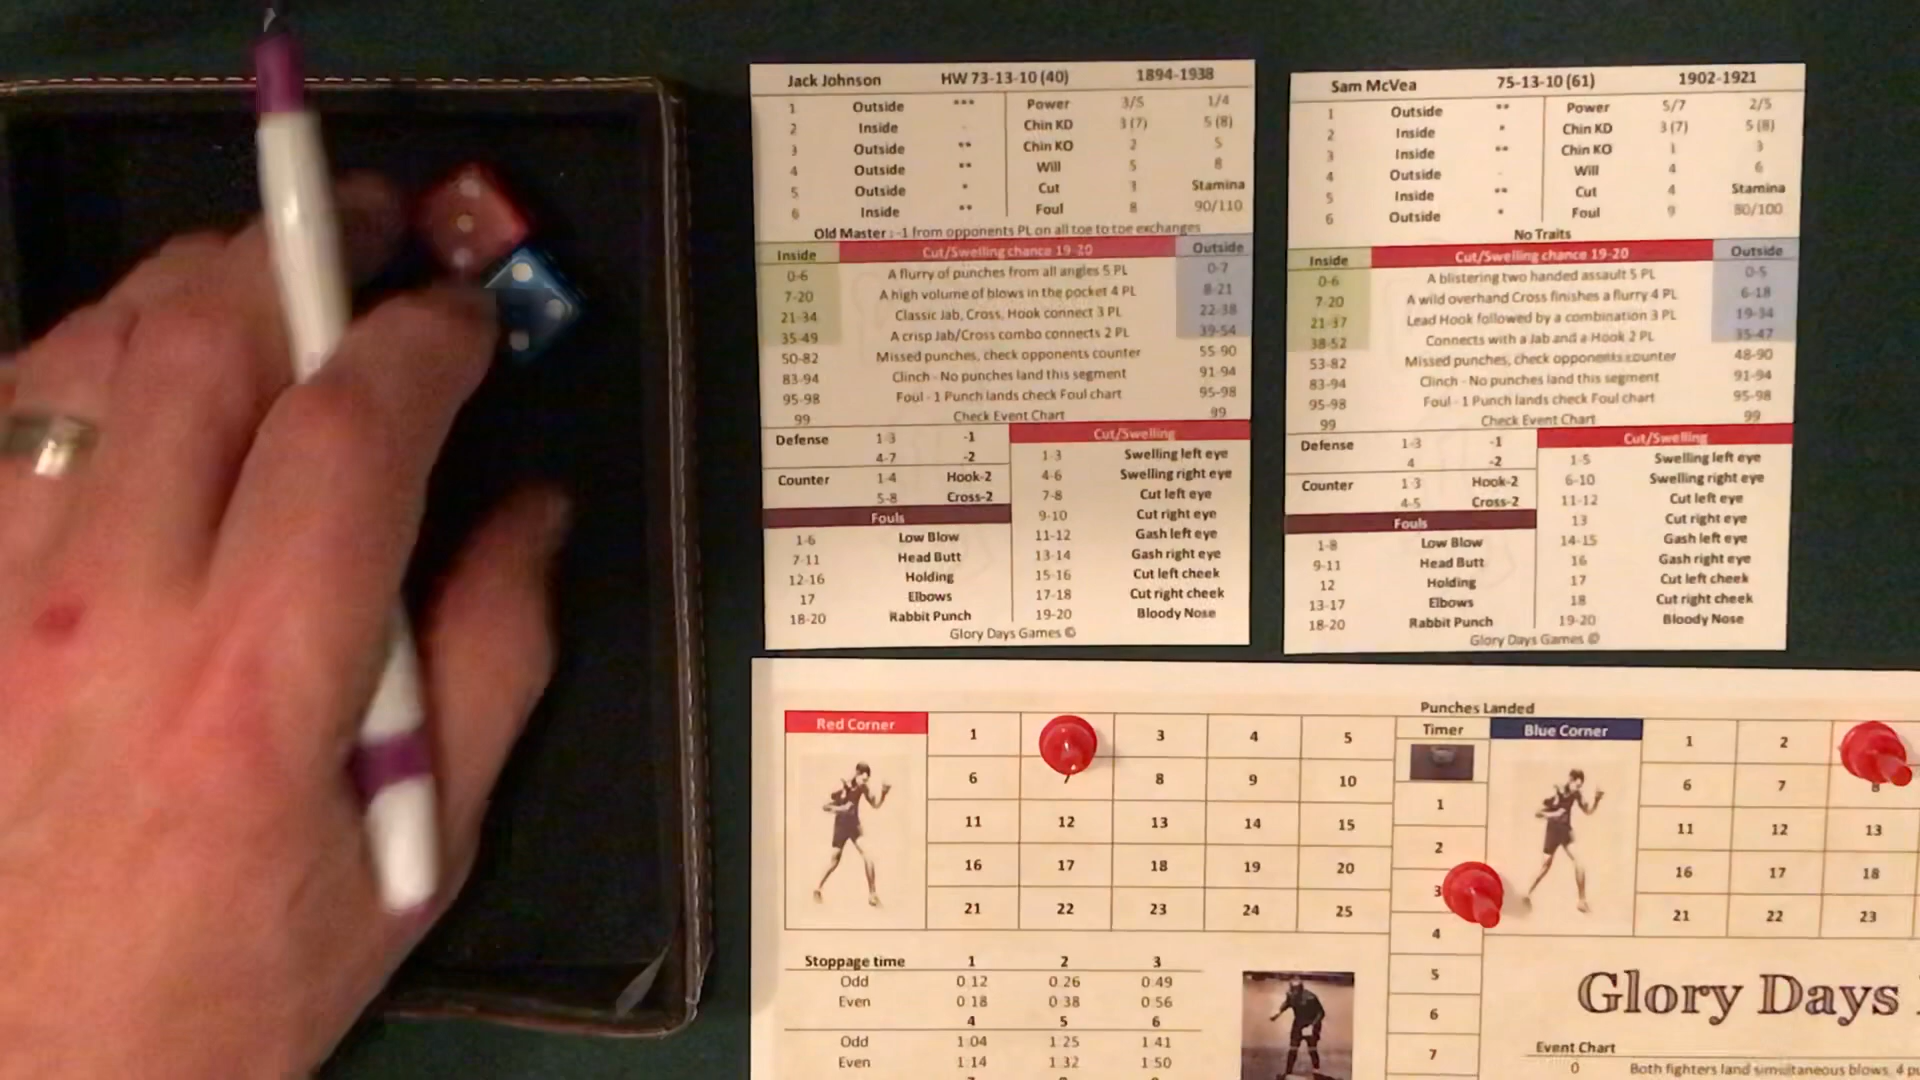 Jack Johnson HW 73-13-10 (40) 1894-1938
1 Outside *** Power 3/5 1/4
2 Inside - Chin KD 3 (7) 5 (8)
3 Outside ** Chin KO 2 5
4 Outside ** Will 5 8
5 Outside * Cut Stamina
6 Inside ** Foul 8 90/110
Old Master : -1 from opponents PL on all toe to toe exchanges
Inside Cut/Swelling chance 19-20 Outside
0-6 A flurry of punches from all angles 5 PL 0-7
7-20 A high volume of blows in the pocket 4 PL 8-21
21-34 Classic Jab, Cross, Hook connect 3 PL 22-38
35-49 A crisp Jab/Cross combo connects 2 PL 39-54
50-82 Missed punches, check opponents counter 55-90
83-94 Clinch - No punches land this segment 91-94
95-98 Foul - 1 Punch lands check Foul chart 95-98
99 Check Event Chart 99
Defense 1-3 -1
4-7 -2
Counter 1-4 Hook-2
5-8 Cross-2
Fouls
1-6 Low Blow
7-11 Head Butt
12-16 Holding
17 Elbows
18-20 Rabbit Punch
Cut/Swelling
1-3 Swelling left eye
4-6 Swelling right eye
7-8 Cut left eye
9-10 Cut right eye
11-12 Gash left eye
13-14 Gash right eye
15-16 Cut left cheek
17-18 Cut right cheek
19-20 Bloody Nose
Glory Days Games ©
Sam McVea 75-13-10 (61) 1902-1921
1 Outside ** Power 5/7 2/5
2 Inside * Chin KD 3 (7) 5 (8)
3 Inside ** Chin KO 1 3
4 Outside - Will 4 6
5 Inside ** Cut 4 Stamina
6 Outside * Foul 9 80/100
No Traits
Inside Cut/Swelling chance 19-20 Outside
0-6 A blistering two handed assault 5 PL 0-5
7-20 A wild overhand Cross finishes a flurry 4 PL 6-18
21-37 Lead Hook followed by a combination 3 PL 19-34
38-52 Connects with a Jab and a Hook 2 PL 35-47
53-82 Missed punches, check opponents counter 48-90
83-94 Clinch - No punches land this segment 91-94
95-98 Foul - 1 Punch lands check Foul chart 95-98
99 Check Event Chart 99
Defense 1-3 -1
4 -2
Counter 1-3 Hook-2
4-5 Cross-2
Fouls
1-8 Low Blow
9-11 Head Butt
12 Holding
13-17 Elbows
18-20 Rabbit Punch
Cut/Swelling
1-5 Swelling left eye
6-10 Swelling right eye
11-12 Cut left eye
13 Cut right eye
14-15 Gash left eye
16 Gash right eye
17 Cut left cheek
18 Cut right cheek
19-20 Bloody Nose
Glory Days Games ©
Punches Landed
Red Corner 1 3 4 5
6 7 8 9 10
11 12 13 14 15
16 17 18 19 20
21 22 23 24 25
Timer
1
2
3
4
5
6
7
Blue Corner 1 2
6 7 8
11 12 13
16 17 18
21 22 23
Stoppage time 1 2 3
Odd 0 12 0 26 0 49
Even 0 18 0 38 0 56
4 5 6
Odd 1 04 1 25 1 41
Even 1 14 1 32 1 50
Glory Days
Event Chart
0 Both fighters land simultaneous blows, 4